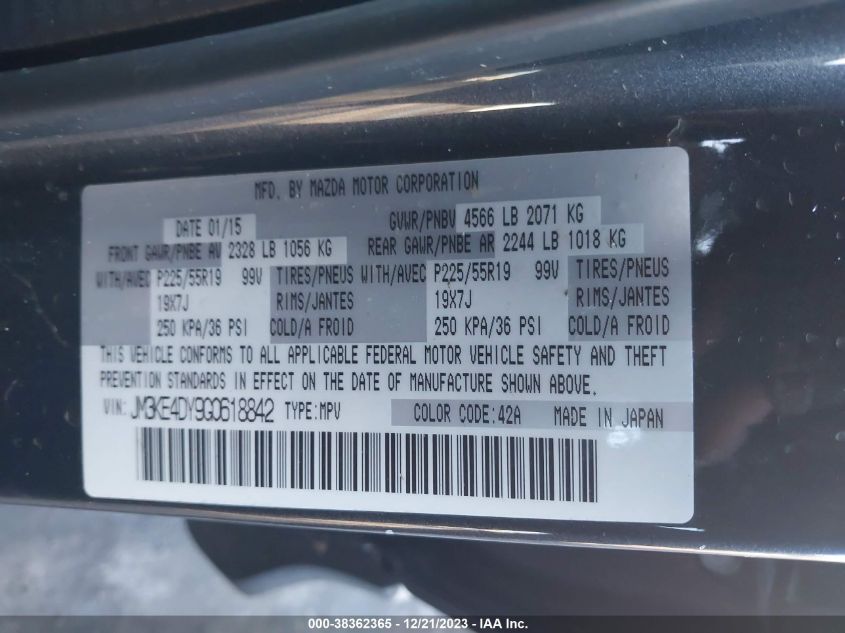 MFD. BY MAZDA MOTOR CORPORATION
DATE 01/15 GVWR/PNBV 4566 LB 2071 KG
FRONT GAWR/PNBE AV 2328 LB 1056 KG REAR GAWR/PNBE AR 2244 LB 1018 KG
WITH/AVEC P225/55R19 99V TIRES/PNEUS WITH/AVEC P225/55R19 99V TIRES/PNEUS
19X7J RIMS/JANTES 19X7J RIMS/JANTES
250 KPA/36 PSI COLD/A FROID 250 KPA/36 PSI COLD/A FROID
THIS VEHICLE CONFORMS TO ALL APPLICABLE FEDERAL MOTOR VEHICLE SAFETY AND THEFT
PREVENTION STANDARDS IN EFFECT ON THE DATE OF MANUFACTURE SHOWN ABOVE.
VIN: JM3KE4DY9G0618842 TYPE:MPV COLOR CODE:42A MADE IN JAPAN
000-38362365 - 12/21/2023 - IAA Inc.